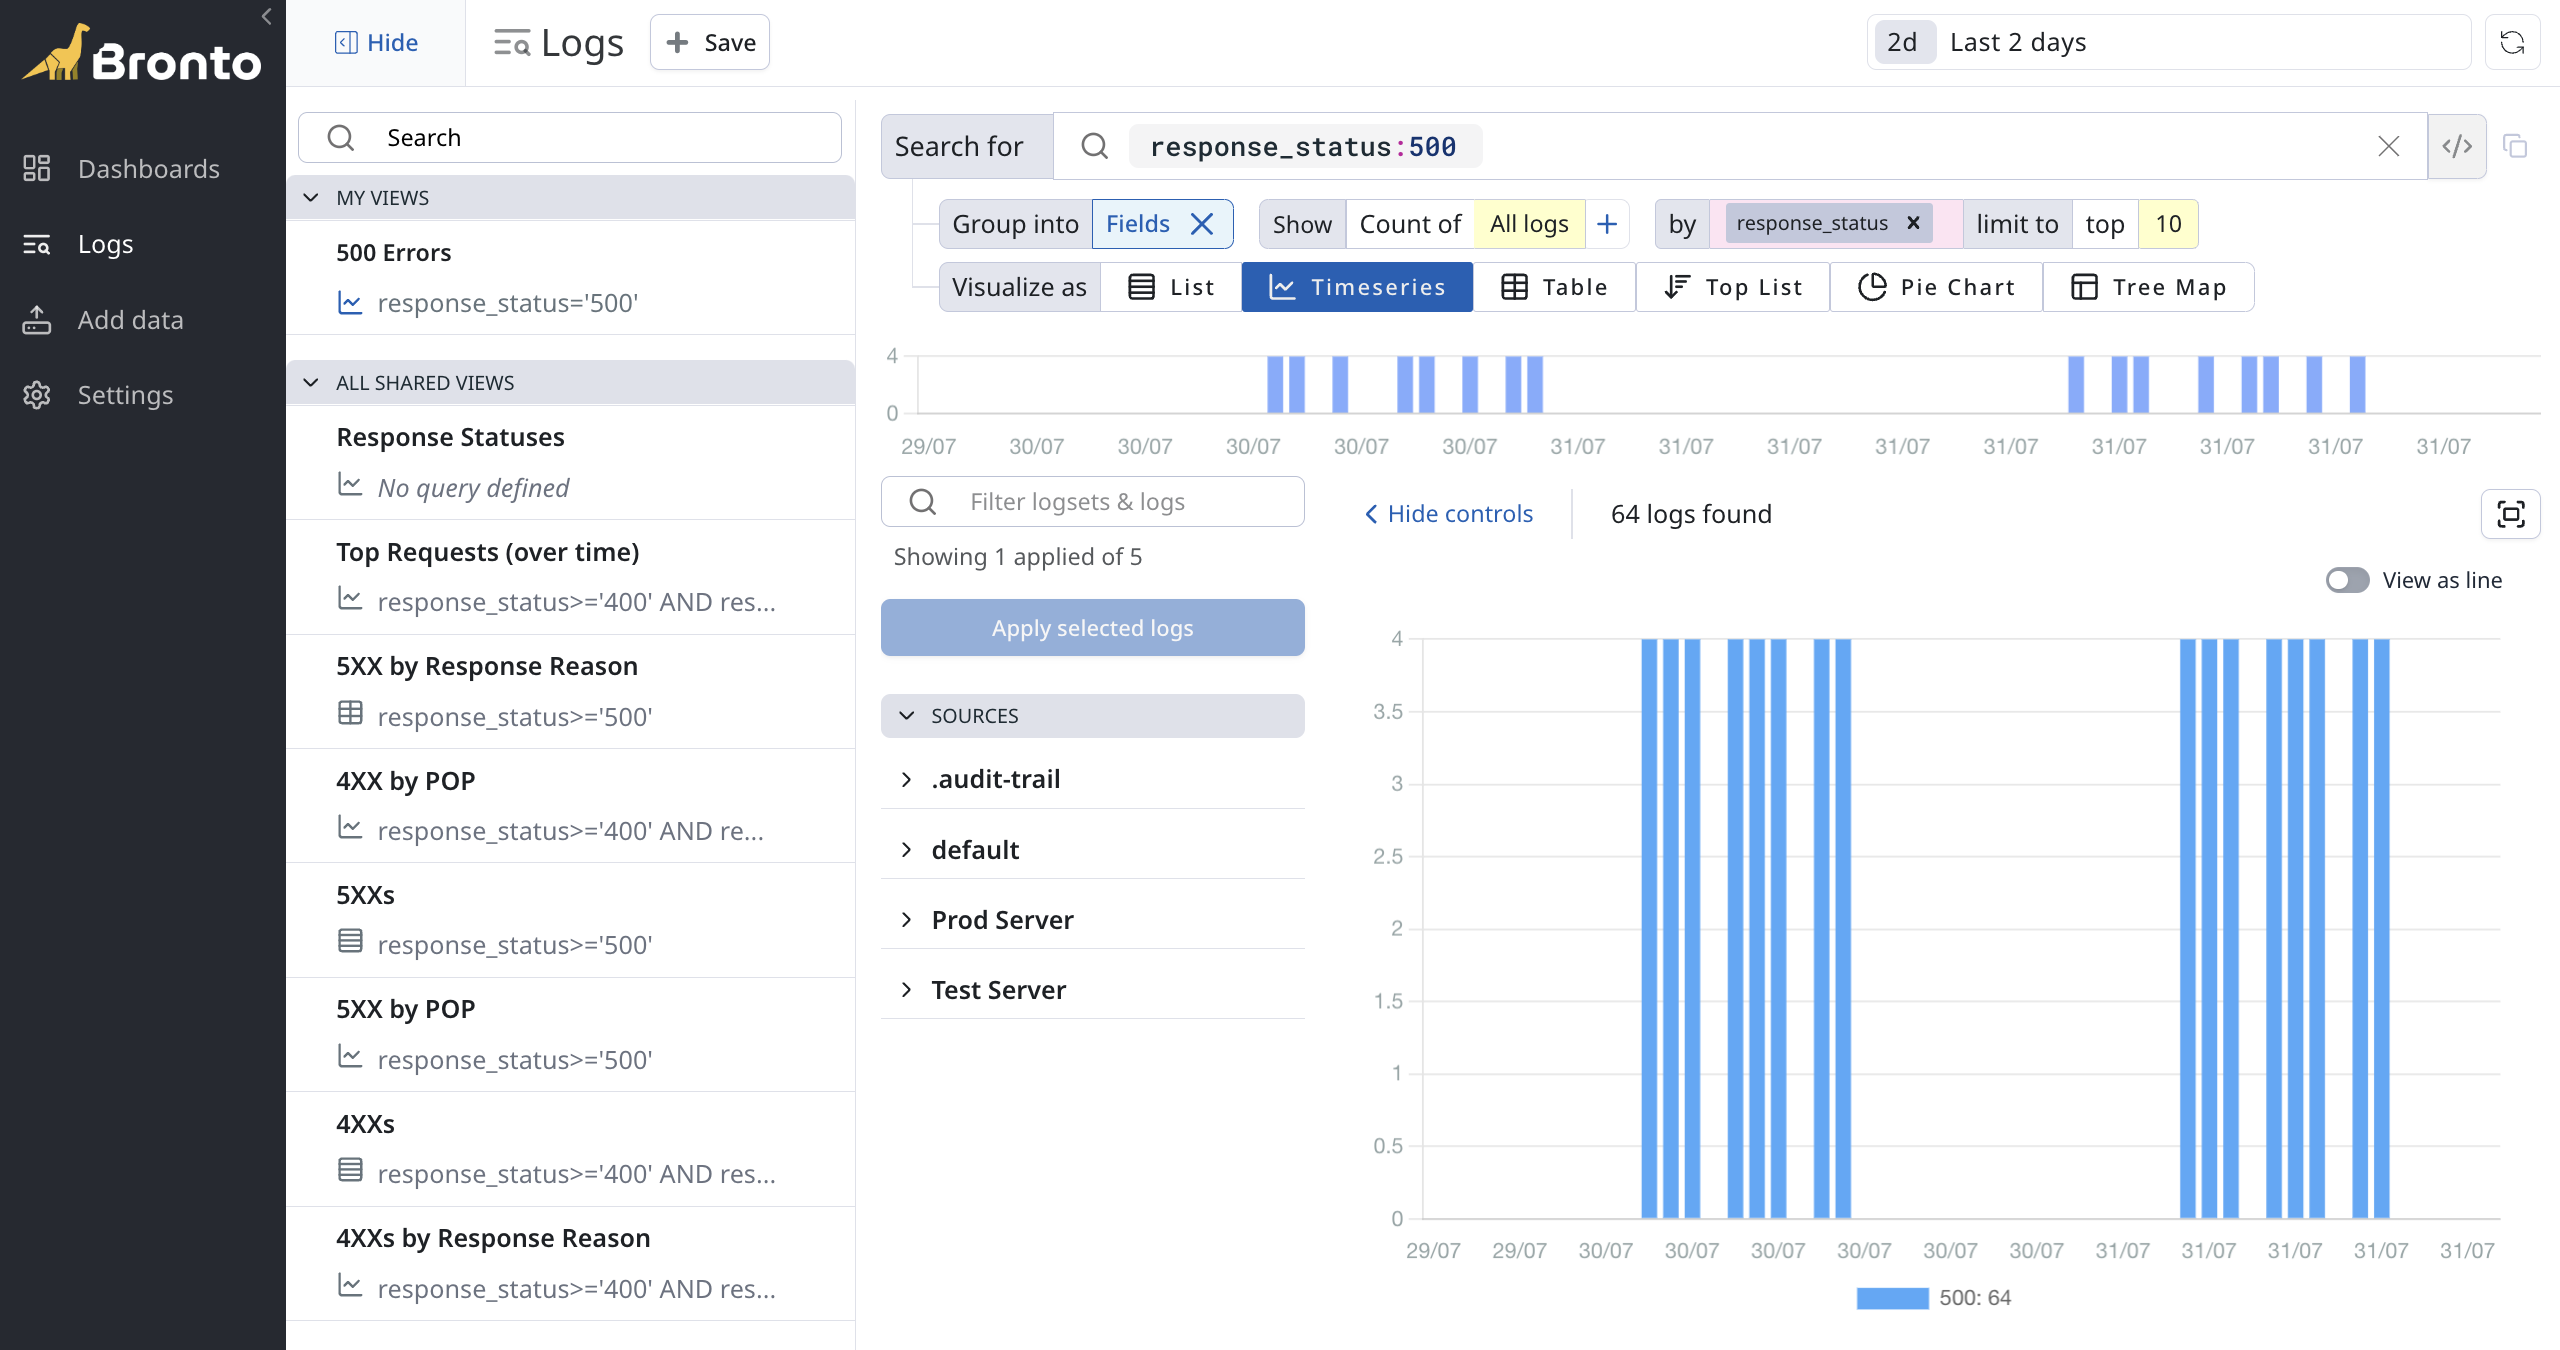 Bronto
Dashboards
Logs
Add data
Settings
Hide
Logs
Save
2d Last 2 days
Search
MY VIEWS
500 Errors
response_status='500'
ALL SHARED VIEWS
Response Statuses
No query defined
Top Requests (over time)
response_status>='400' AND res...
5XX by Response Reason
response_status>='500'
4XX by POP
response_status>='400' AND re...
5XXs
response_status>='500'
5XX by POP
response_status>='500'
4XXs
response_status>='400' AND res...
4XXs by Response Reason
response_status>='400' AND res...
Search for response_status:500 </>
Group into Fields Show Count of All logs + by response_status limit to top 10
Visualize as List Timeseries Table Top List Pie Chart Tree Map
4
0
29/07 30/07 30/07 30/07 30/07 30/07 31/07 31/07 31/07 31/07 31/07 31/07 31/07 31/07 31/07
Filter logsets & logs
Showing 1 applied of 5
Apply selected logs
SOURCES
.audit-trail
default
Prod Server
Test Server
Hide controls 64 logs found
View as line
4
3.5
3
2.5
2
1.5
1
0.5
0
29/07 29/07 30/07 30/07 30/07 30/07 30/07 30/07 31/07 31/07 31/07 31/07 31/07
500: 64